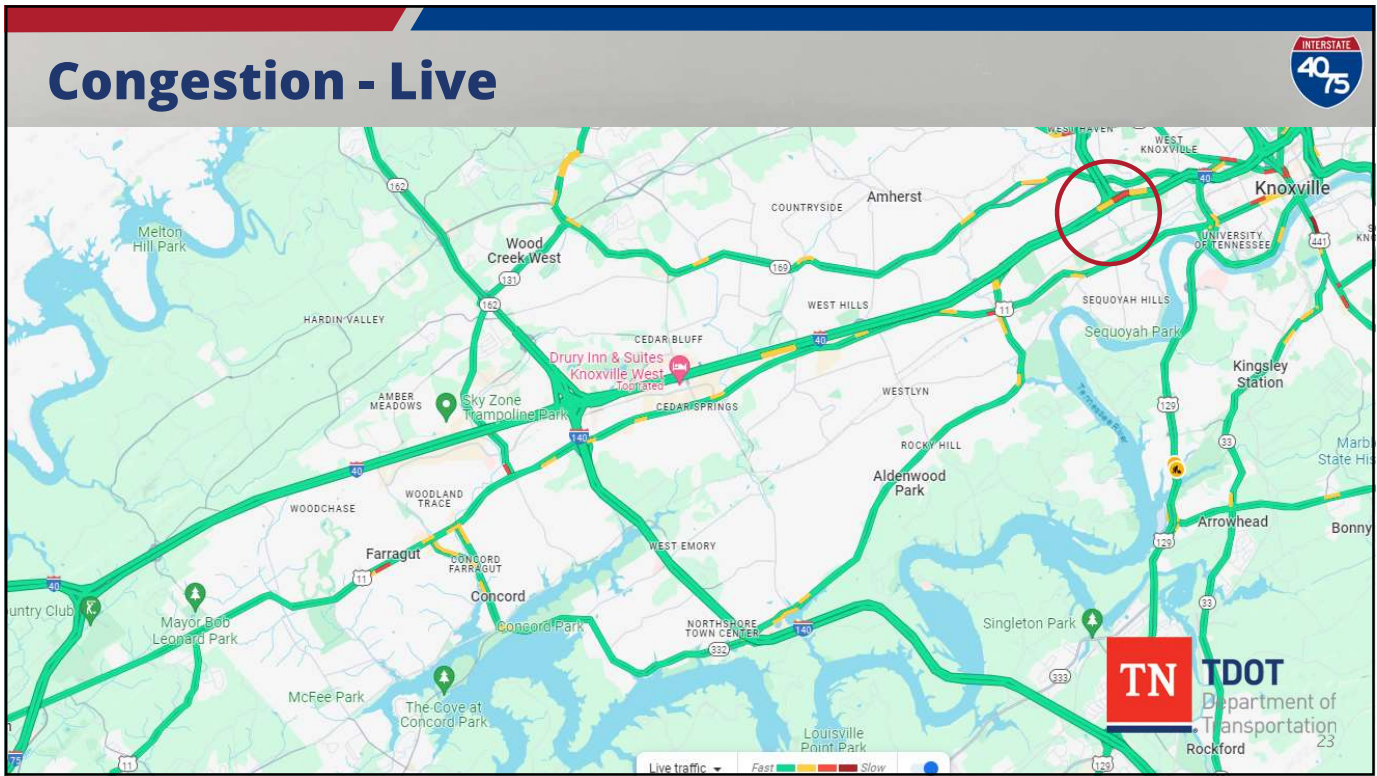 Congestion - Live
INTERSTATE
40
75
WEST HAVEN
WEST
KNOXVILLE
162
40
Knoxville
Amherst
COUNTRYSIDE
Melton
Hill Park
UNIVERSITY
OF TENNESSEE
441
Wood
Creek West
169
131
162
WEST HILLS
SEQUOYAH HILLS
11
HARDIN VALLEY
Sequoyah Park
CEDAR BLUFF
40
Drury Inn & Suites
Knoxville West
Top rated
Kingsley
Station
AMBER
MEADOWS
Sky Zone
Trampoline Park
CEDAR SPRINGS
WESTLYN
Tennessee River
129
140
33
ROCKY HILL
40
Aldenwood
Park
WOODLAND
TRACE
WOODCHASE
Arrowhead
Bonny
129
WEST EMORY
Farragut
CONCORD
FARRAGUT
11
40
Concord
33
Mayor Bob
Leonard Park
Concord Park
NORTHSHORE
TOWN CENTER
140
Singleton Park
332
333
McFee Park
The Cove at
Concord Park
TN
TDOT
Department of
Transportation
Louisville
Point Park
23
Rockford
75
11
129
Live traffic
Fast
Slow